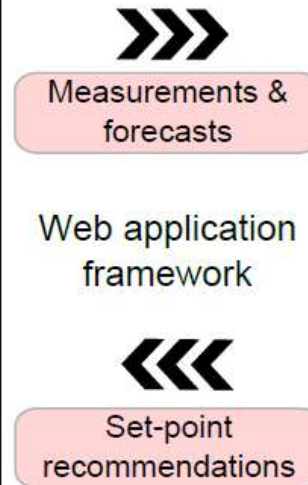 Measurements &
forecasts
Web application
framework
Set-point
recommendations